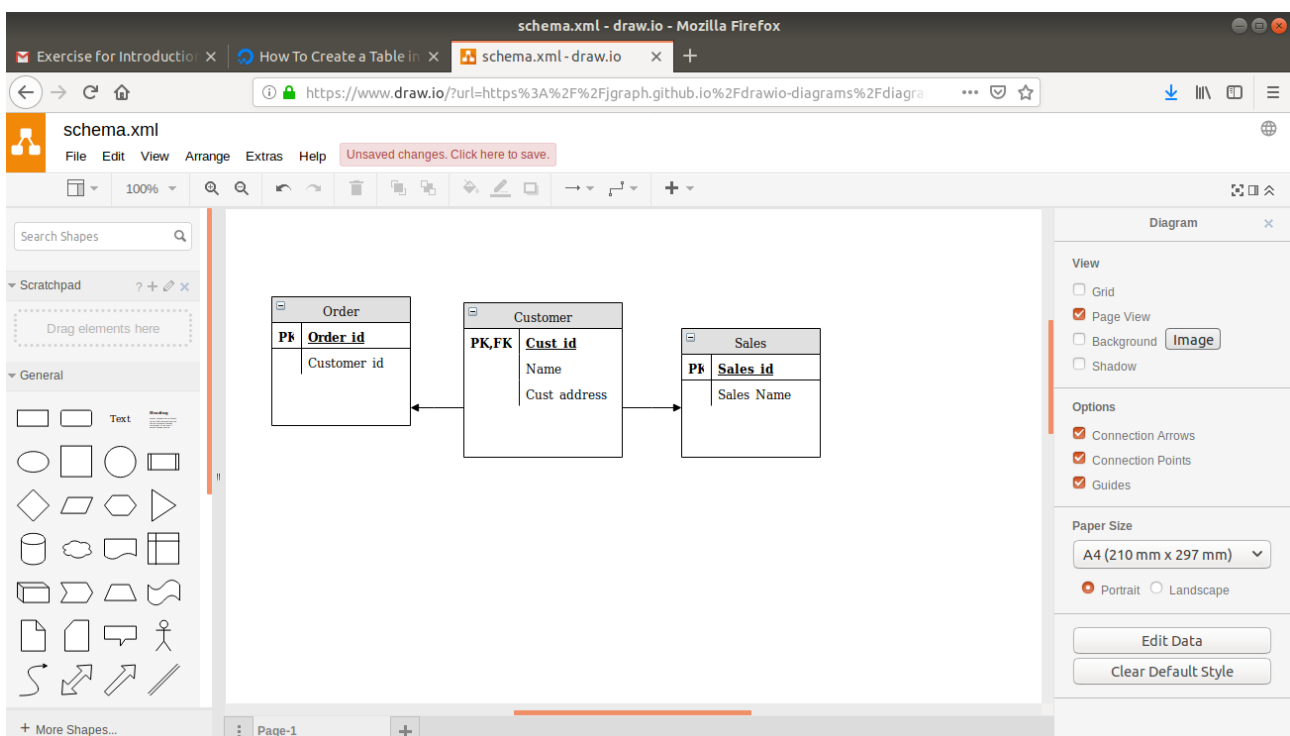 schema.xml - draw.io - Mozilla Firefox
Exercise for Introduction
How To Create a Table in
schema.xml - draw.io
https://www.draw.io/?url=https%3A%2F%2Fjgraph.github.io%2Fdrawio-diagrams%2Fdiagra
schema.xml
File Edit View Arrange Extras Help Unsaved changes. Click here to save.
100%
Search Shapes
Scratchpad
Drag elements here
General
Text
Heading
+ More Shapes...
Order
PK Order id
Customer id
Customer
PK,FK Cust id
Name
Cust address
Sales
PK Sales id
Sales Name
Page-1
Diagram
View
Grid
Page View
Background Image
Shadow
Options
Connection Arrows
Connection Points
Guides
Paper Size
A4 (210 mm x 297 mm)
Portrait Landscape
Edit Data
Clear Default Style